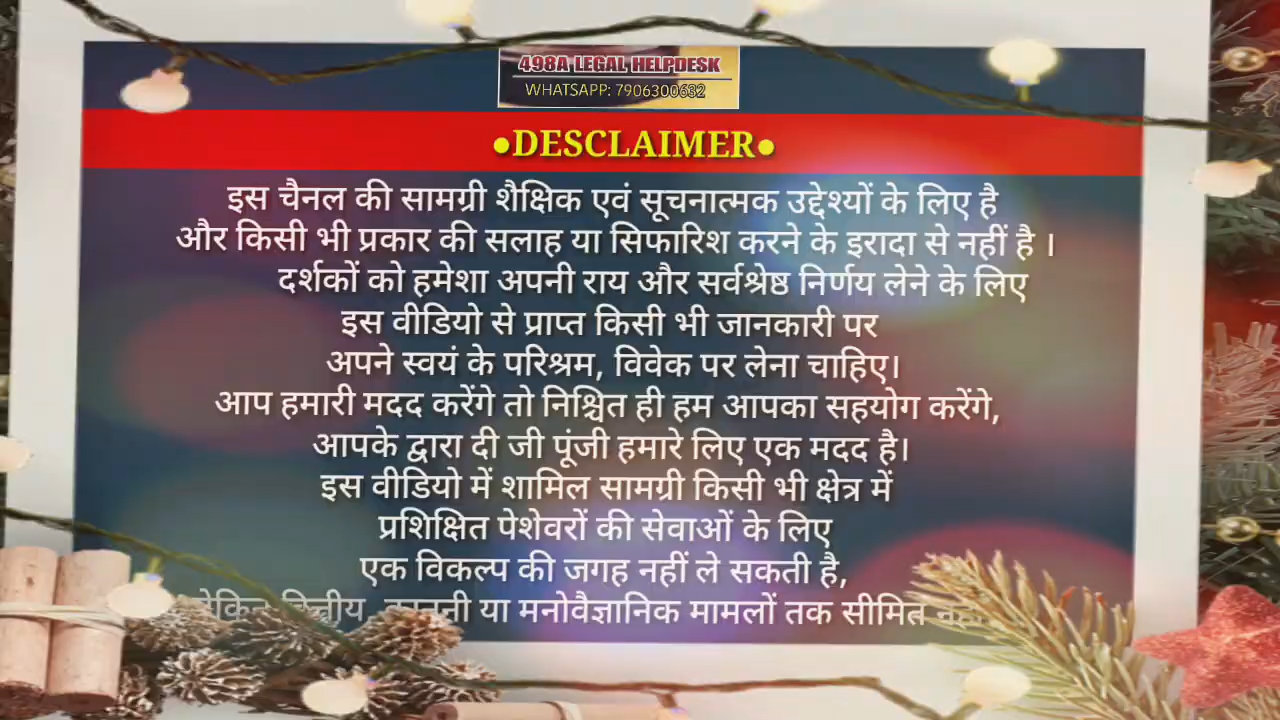 498A LEGAL HELPDESK
WHATSAPP: 7906300632
•DESCLAIMER•
इस चैनल की सामग्री शैक्षिक एवं सूचनात्मक उद्देश्यों के लिए है
और किसी भी प्रकार की सलाह या सिफारिश करने के इरादा से नहीं है ।
दर्शकों को हमेशा अपनी राय और सर्वश्रेष्ठ निर्णय लेने के लिए
इस वीडियो से प्राप्त किसी भी जानकारी पर
अपने स्वयं के परिश्रम, विवेक पर लेना चाहिए।
आप हमारी मदद करेंगे तो निश्चित ही हम आपका सहयोग करेंगे,
आपके द्वारा दी जी पूंजी हमारे लिए एक मदद है।
इस वीडियो में शामिल सामग्री किसी भी क्षेत्र में
प्रशिक्षित पेशेवरों की सेवाओं के लिए
एक विकल्प की जगह नहीं ले सकती है,
या मनोवैज्ञानिक मामलों तक सीमित